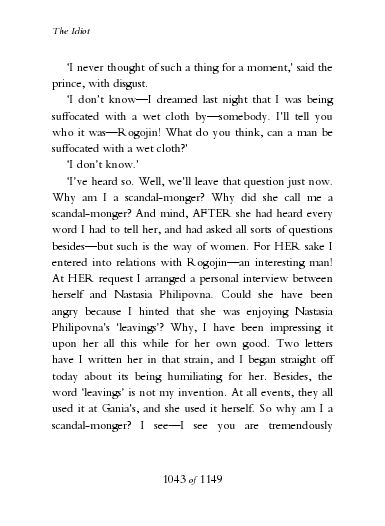 The Idiot
'I never thought of such a thing for a moment,' said the
prince, with disgust.
'I don't know—I dreamed last night that I was being
suffocated with a wet cloth by—somebody. I'll tell you
who it was—Rogojin! What do you think, can a man be
suffocated with a wet cloth?'
'I don't know.'
'I've heard so. Well, we'll leave that question just now.
Why am I a scandal-monger? Why did she call me a
scandal-monger? And mind, AFTER she had heard every
word I had to tell her, and had asked all sorts of questions
besides—but such is the way of women. For HER sake I
entered into relations with Rogojin—an interesting man!
At HER request I arranged a personal interview between
herself and Nastasia Philipovna. Could she have been
angry because I hinted that she was enjoying Nastasia
Philipovna's 'leavings'? Why, I have been impressing it
upon her all this while for her own good. Two letters
have I written her in that strain, and I began straight off
today about its being humiliating for her. Besides, the
word 'leavings' is not my invention. At all events, they all
used it at Gania's, and she used it herself. So why am I a
scandal-monger? I see—I see you are tremendously
1043 of 1149